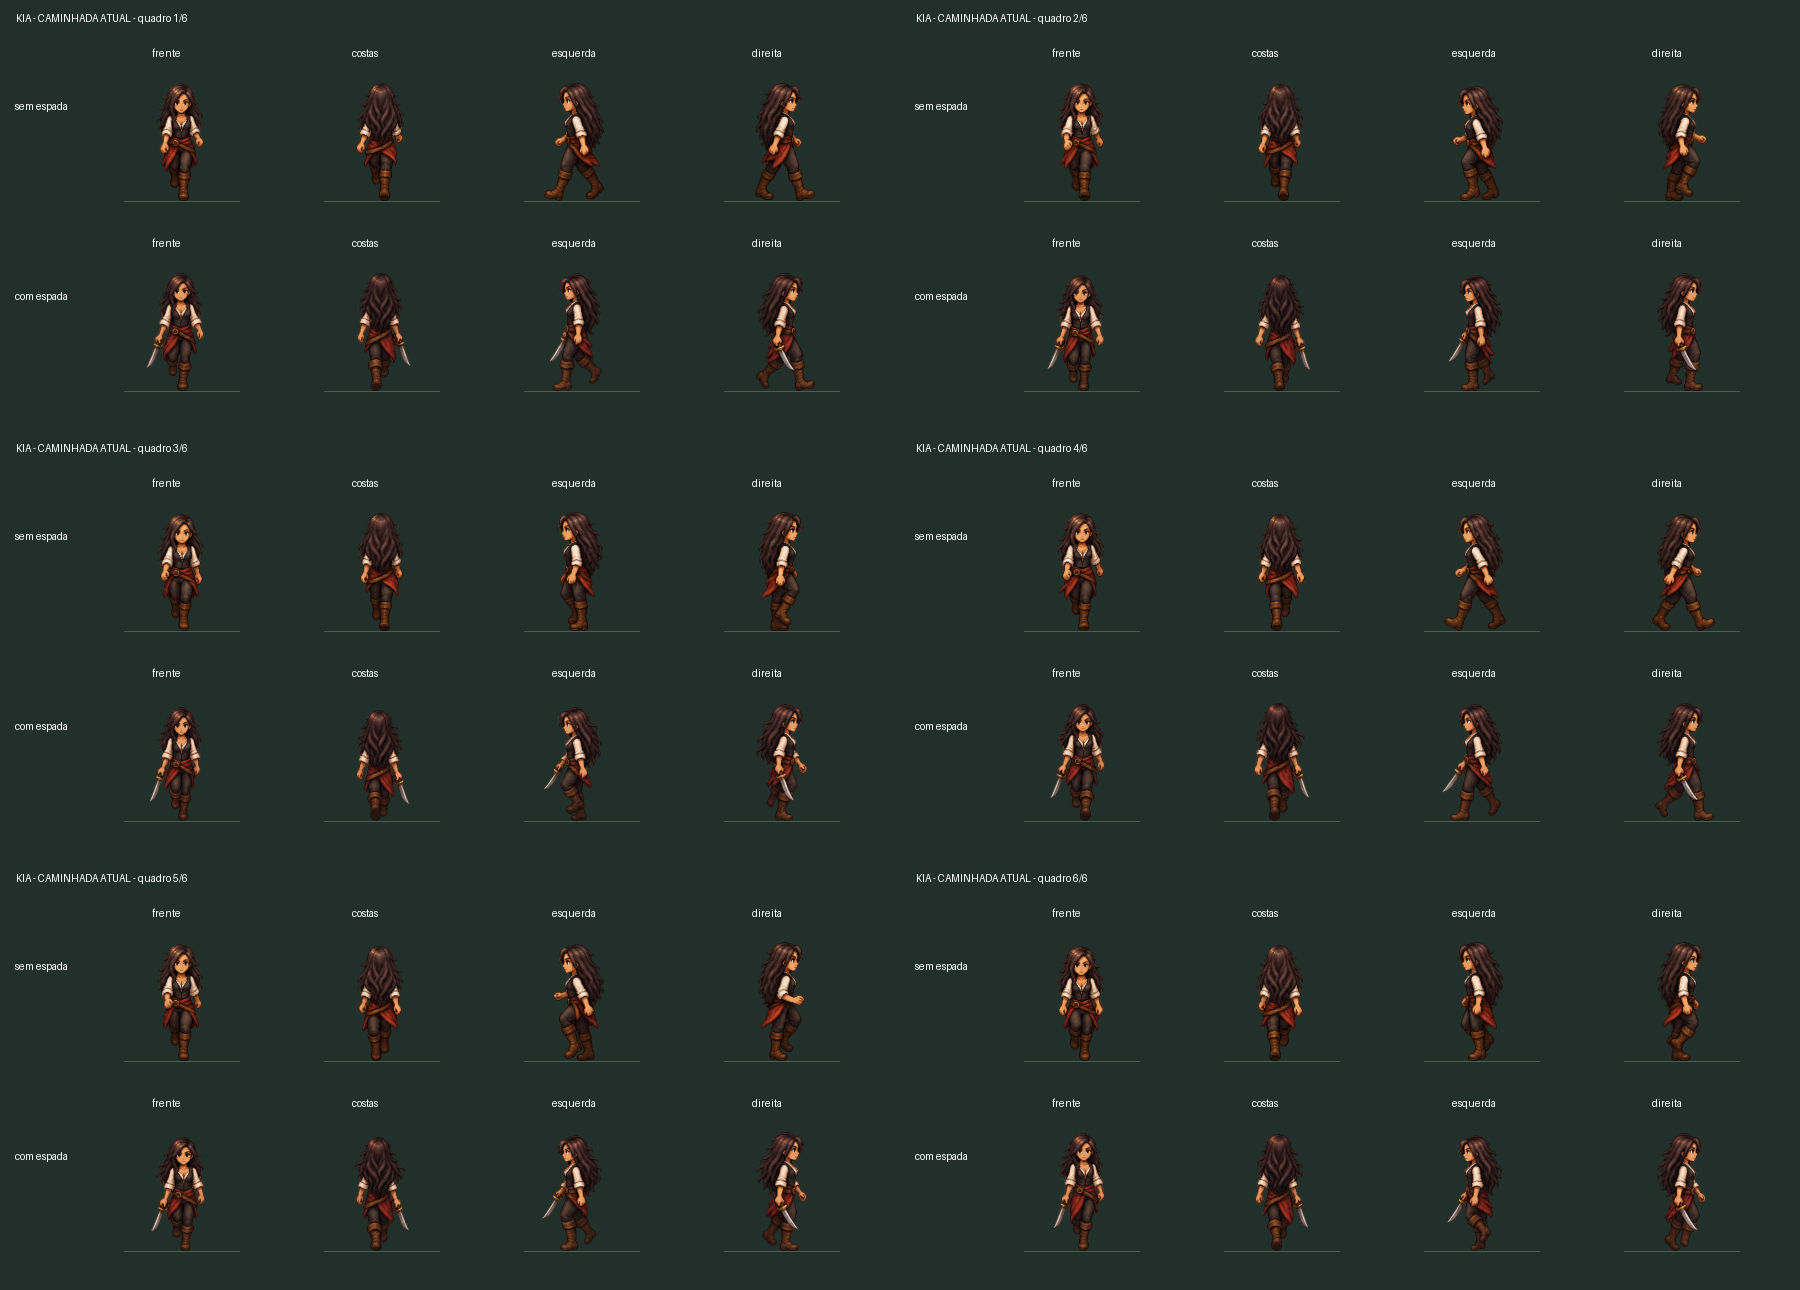 KIA - CAMINHADA ATUAL - quadro 1/6
frente costas esquerda direita
sem espada
frente costas esquerda direita
com espada
KIA - CAMINHADA ATUAL - quadro 2/6
frente costas esquerda direita
sem espada
frente costas esquerda direita
com espada
KIA - CAMINHADA ATUAL - quadro 3/6
frente costas esquerda direita
sem espada
frente costas esquerda direita
com espada
KIA - CAMINHADA ATUAL - quadro 4/6
frente costas esquerda direita
sem espada
frente costas esquerda direita
com espada
KIA - CAMINHADA ATUAL - quadro 5/6
frente costas esquerda direita
sem espada
frente costas esquerda direita
com espada
KIA - CAMINHADA ATUAL - quadro 6/6
frente costas esquerda direita
sem espada
frente costas esquerda direita
com espada